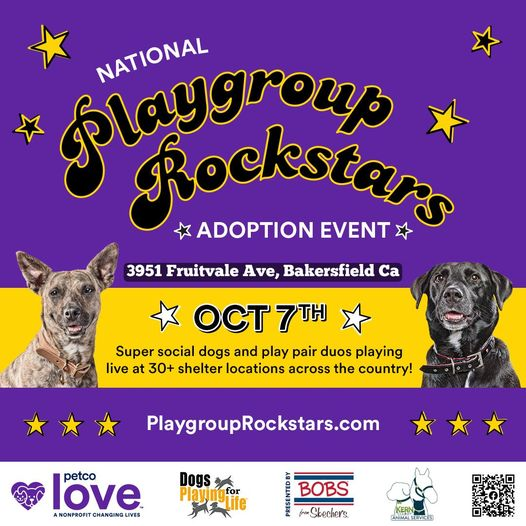 NATIONAL
Playgroup
Rockstars
ADOPTION EVENT
3951 Fruitvale Ave, Bakersfield Ca
OCT 7TH
Super social dogs and play pair duos playing
live at 30+ shelter locations across the country!
PlaygroupRockstars.com
petco
love
A NONPROFIT CHANGING LIVES
Dogs
Playing for
Life
PRESENTED BY
BOBS
from Skechers
KERN
ANIMAL SERVICES